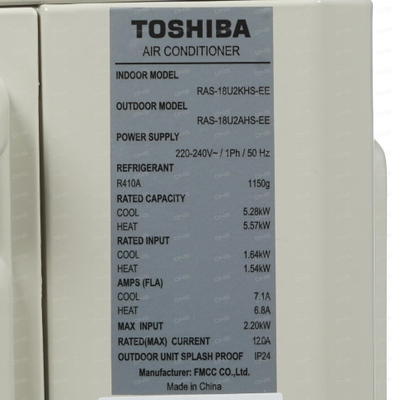 TOSHIBA
AIR CONDITIONER
INDOOR MODEL
RAS-18U2KHS-EE
OUTDOOR MODEL
RAS-18U2AHS-EE
POWER SUPPLY
220-240V~ / 1Ph / 50 Hz
REFRIGERANT
R410A 1150g
RATED CAPACITY
COOL 5.28kW
HEAT 5.57kW
RATED INPUT
COOL 1.64kW
HEAT 1.54kW
AMPS (FLA)
COOL 7.1A
HEAT 6.8A
MAX INPUT 2.20kW
RATED(MAX) CURRENT 12.0A
OUTDOOR UNIT SPLASH PROOF IP24
Manufacturer: FMCC CO.,Ltd.
Made in China